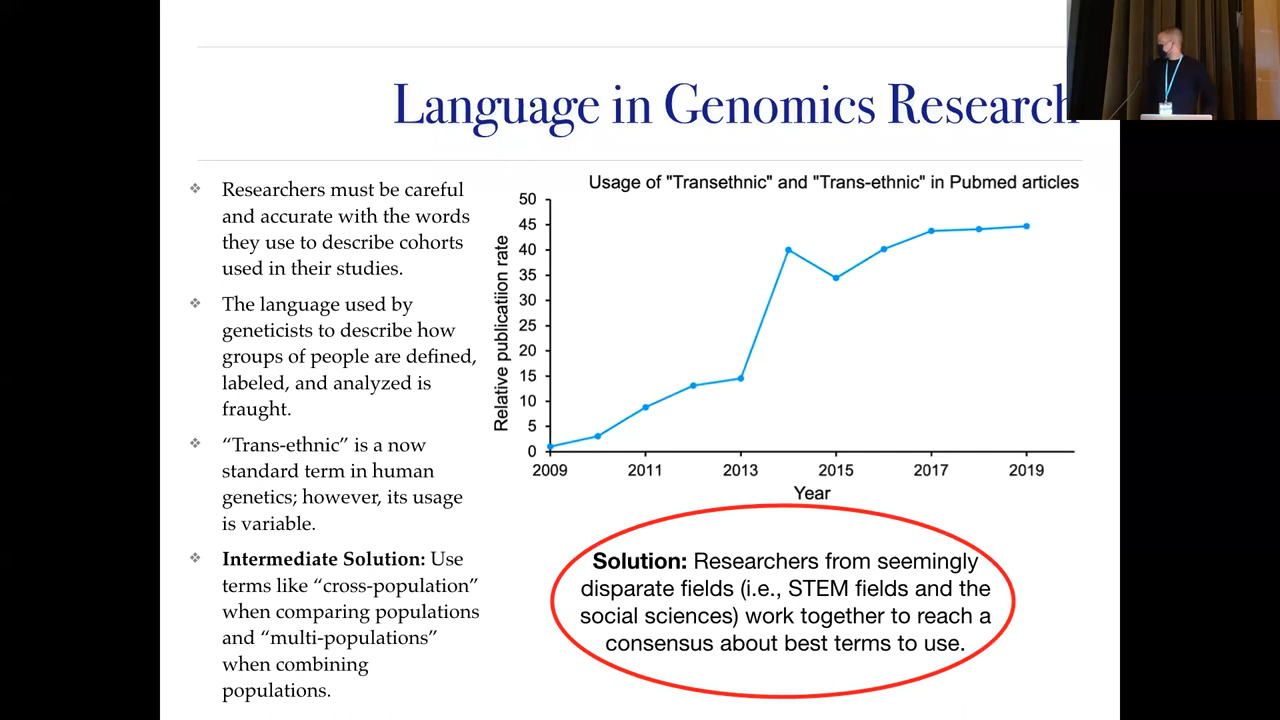 Language in Genomics Research
Researchers must be careful
and accurate with the words
they use to describe cohorts
used in their studies.
The language used by
geneticists to describe how
groups of people are defined,
labeled, and analyzed is
fraught.
“Trans-ethnic” is a now
standard term in human
genetics; however, its usage
is variable.
Intermediate Solution: Use
terms like “cross-population”
when comparing populations
and “multi-populations”
when combining
populations.
Usage of "Transethnic" and "Trans-ethnic" in Pubmed articles
Relative publicatiion rate
50
45
40
35
30
25
20
15
10
5
0
2009 2011 2013 2015 2017 2019
Year
Solution: Researchers from seemingly
disparate fields (i.e., STEM fields and the
social sciences) work together to reach a
consensus about best terms to use.